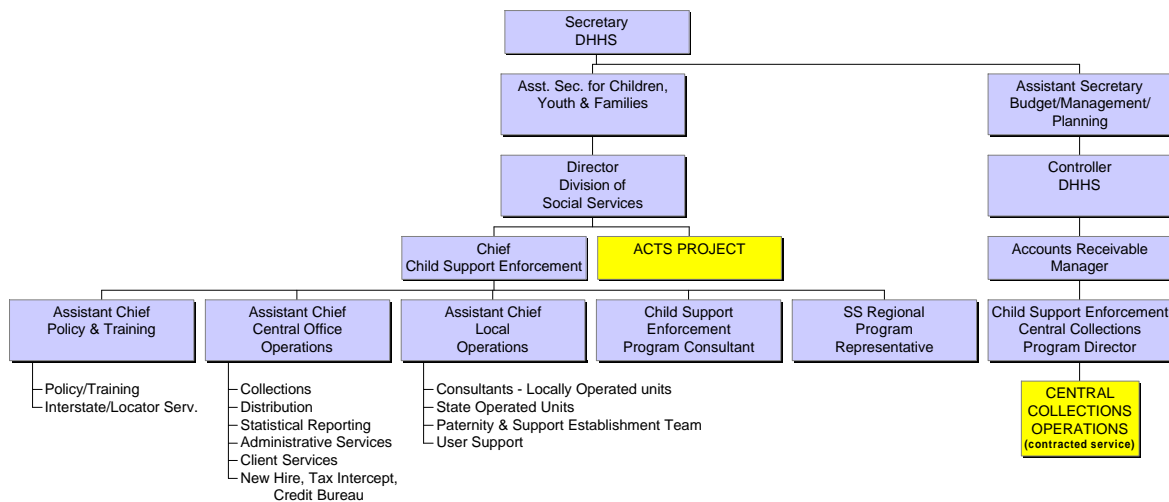 Secretary
DHHS
Asst. Sec. for Children,
Youth & Families
Assistant Secretary
Budget/Management/
Planning
Director
Division of
Social Services
Controller
DHHS
Chief
Child Support Enforcement
ACTS PROJECT
Accounts Receivable
Manager
Assistant Chief
Policy & Training
Assistant Chief
Central Office
Operations
Assistant Chief
Local
Operations
Child Support
Enforcement
Program Consultant
SS Regional
Program
Representative
Child Support Enforcement
Central Collections
Program Director
Policy/Training
Interstate/Locator Serv.
Collections
Distribution
Statistical Reporting
Administrative Services
Client Services
New Hire, Tax Intercept,
Credit Bureau
Consultants - Locally Operated units
State Operated Units
Paternity & Support Establishment Team
User Support
CENTRAL
COLLECTIONS
OPERATIONS
(contracted service)